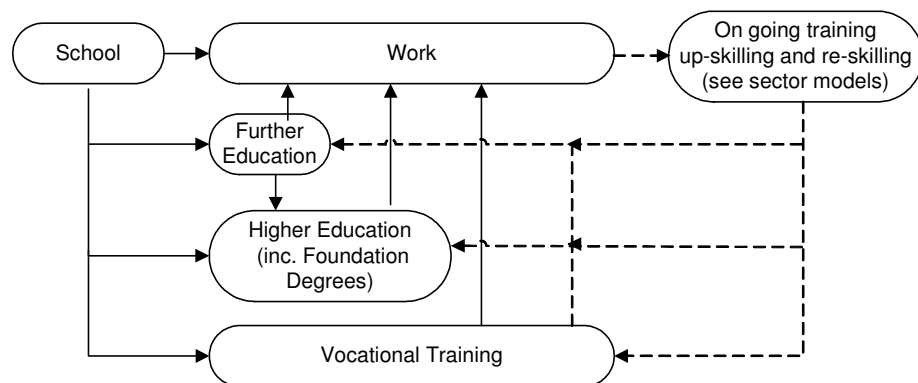 School
Work
On going training
up-skilling and re-skilling
(see sector models)
Further
Education
Higher Education
(inc. Foundation
Degrees)
Vocational Training